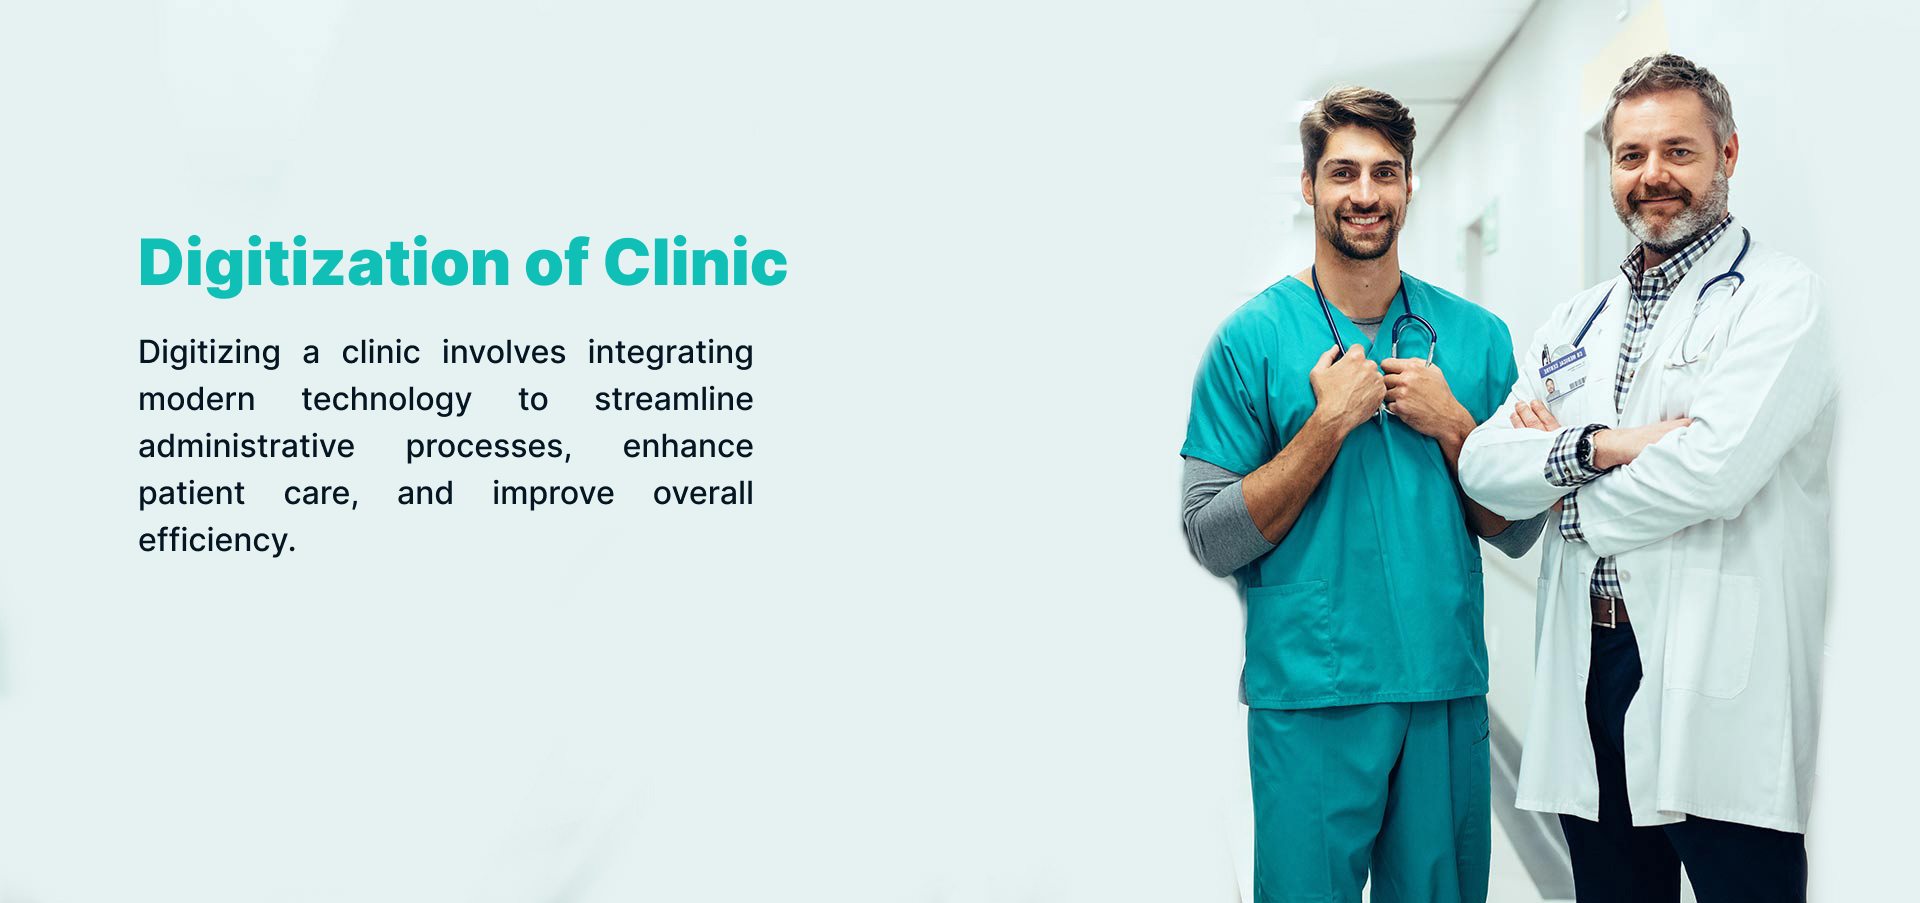 Digitization of Clinic
Digitizing a clinic involves integrating
modern technology to streamline
administrative processes, enhance
patient care, and improve overall
efficiency.